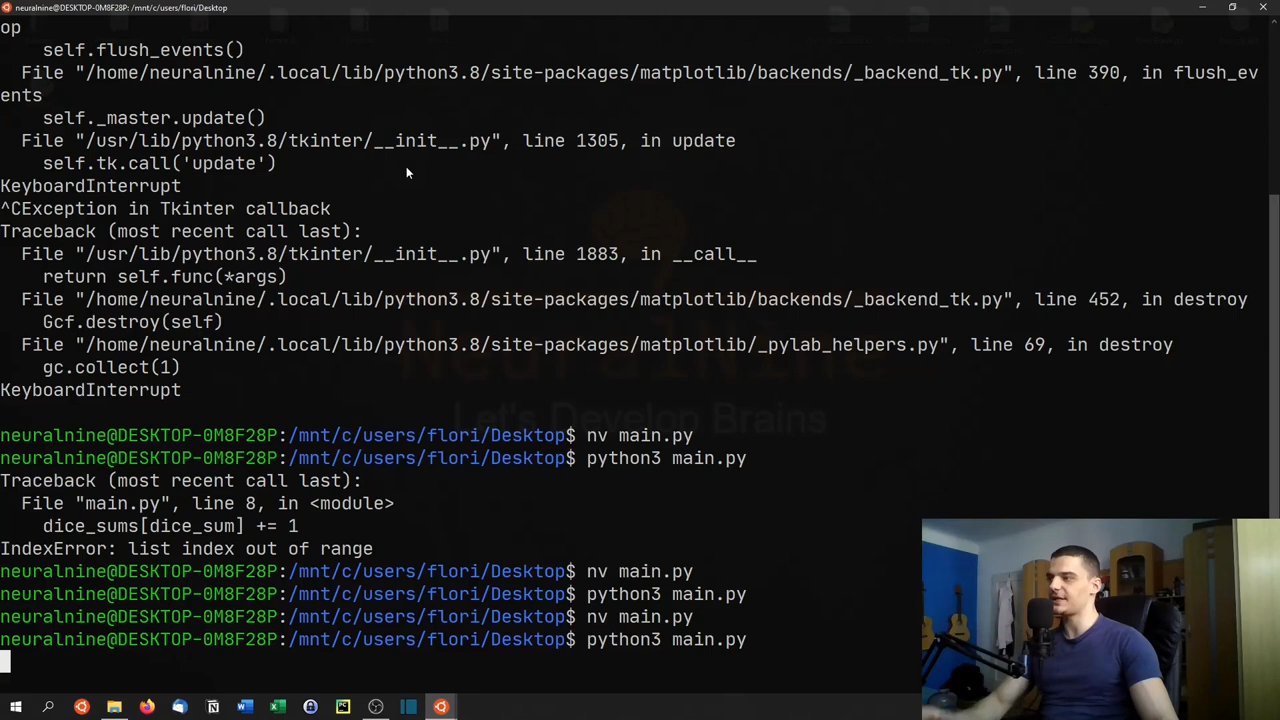 neuralnine@DESKTOP-0M8F28P: /mnt/c/users/flori/Desktop
op
self.flush_events()
File "/home/neuralnine/.local/lib/python3.8/site-packages/matplotlib/backends/_backend_tk.py", line 390, in flush_ev
ents
self._master.update()
File "/usr/lib/python3.8/tkinter/__init__.py", line 1305, in update
self.tk.call('update')
KeyboardInterrupt
^CException in Tkinter callback
Traceback (most recent call last):
File "/usr/lib/python3.8/tkinter/__init__.py", line 1883, in __call__
return self.func(*args)
File "/home/neuralnine/.local/lib/python3.8/site-packages/matplotlib/backends/_backend_tk.py", line 452, in destroy
Gcf.destroy(self)
File "/home/neuralnine/.local/lib/python3.8/site-packages/matplotlib/_pylab_helpers.py", line 69, in destroy
gc.collect(1)
KeyboardInterrupt
NeuralNine
Let's Develop Brains
neuralnine@DESKTOP-0M8F28P:/mnt/c/users/flori/Desktop$ nv main.py
neuralnine@DESKTOP-0M8F28P:/mnt/c/users/flori/Desktop$ python3 main.py
Traceback (most recent call last):
File "main.py", line 8, in <module>
dice_sums[dice_sum] += 1
IndexError: list index out of range
neuralnine@DESKTOP-0M8F28P:/mnt/c/users/flori/Desktop$ nv main.py
neuralnine@DESKTOP-0M8F28P:/mnt/c/users/flori/Desktop$ python3 main.py
neuralnine@DESKTOP-0M8F28P:/mnt/c/users/flori/Desktop$ nv main.py
neuralnine@DESKTOP-0M8F28P:/mnt/c/users/flori/Desktop$ python3 main.py